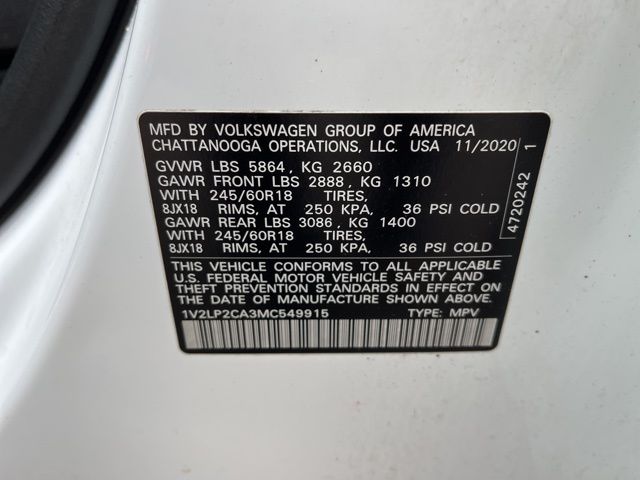 MFD BY VOLKSWAGEN GROUP OF AMERICA
CHATTANOOGA OPERATIONS, LLC. USA 11/2020
GVWR LBS 5864, KG 2660
GAWR FRONT LBS 2888, KG 1310
WITH 245/60R18 TIRES,
8JX18 RIMS, AT 250 KPA, 36 PSI COLD
GAWR REAR LBS 3086, KG 1400
WITH 245/60R18 TIRES,
8JX18 RIMS, AT 250 KPA, 36 PSI COLD
THIS VEHICLE CONFORMS TO ALL APPLICABLE
U.S. FEDERAL MOTOR VEHICLE SAFETY AND
THEFT PREVENTION STANDARDS IN EFFECT ON
THE DATE OF MANUFACTURE SHOWN ABOVE.
1V2LP2CA3MC549915 TYPE: MPV
4720242 1